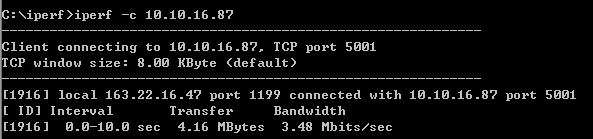 C:\iperf>iperf -c 10.10.16.87
------------------------------------------------------------
Client connecting to 10.10.16.87, TCP port 5001
TCP window size: 8.00 KByte (default)
------------------------------------------------------------
[1916] local 163.22.16.47 port 1199 connected with 10.10.16.87 port 5001
[ ID] Interval       Transfer     Bandwidth
[1916]  0.0-10.0 sec  4.16 MBytes  3.48 Mbits/sec